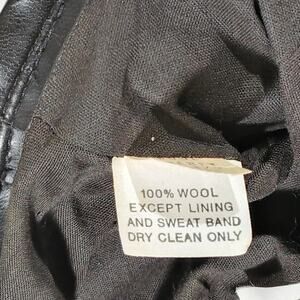 100% WOOL
EXCEPT LINING
AND SWEAT BAND
DRY CLEAN ONLY